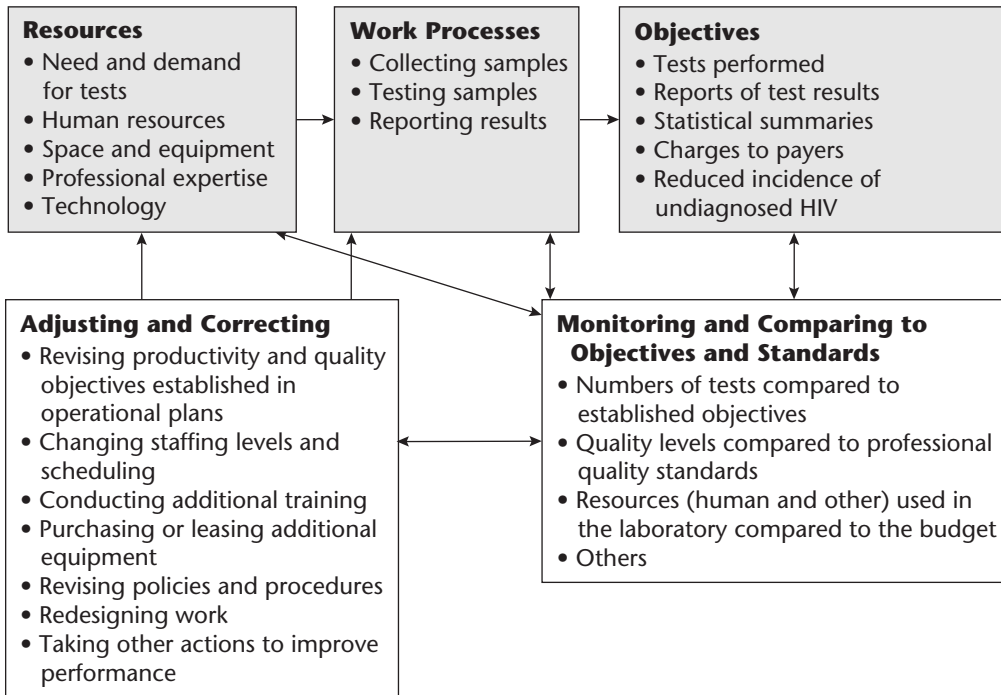 Resources
• Need and demand
for tests
• Human resources
• Space and equipment
• Professional expertise
• Technology
Work Processes
• Collecting samples
• Testing samples
• Reporting results
Objectives
• Tests performed
• Reports of test results
• Statistical summaries
• Charges to payers
• Reduced incidence of
undiagnosed HIV
Adjusting and Correcting
• Revising productivity and quality
objectives established in
operational plans
• Changing staffing levels and
scheduling
• Conducting additional training
• Purchasing or leasing additional
equipment
• Revising policies and procedures
• Redesigning work
• Taking other actions to improve
performance
Monitoring and Comparing to
Objectives and Standards
• Numbers of tests compared to
established objectives
• Quality levels compared to professional
quality standards
• Resources (human and other) used in
the laboratory compared to the budget
• Others